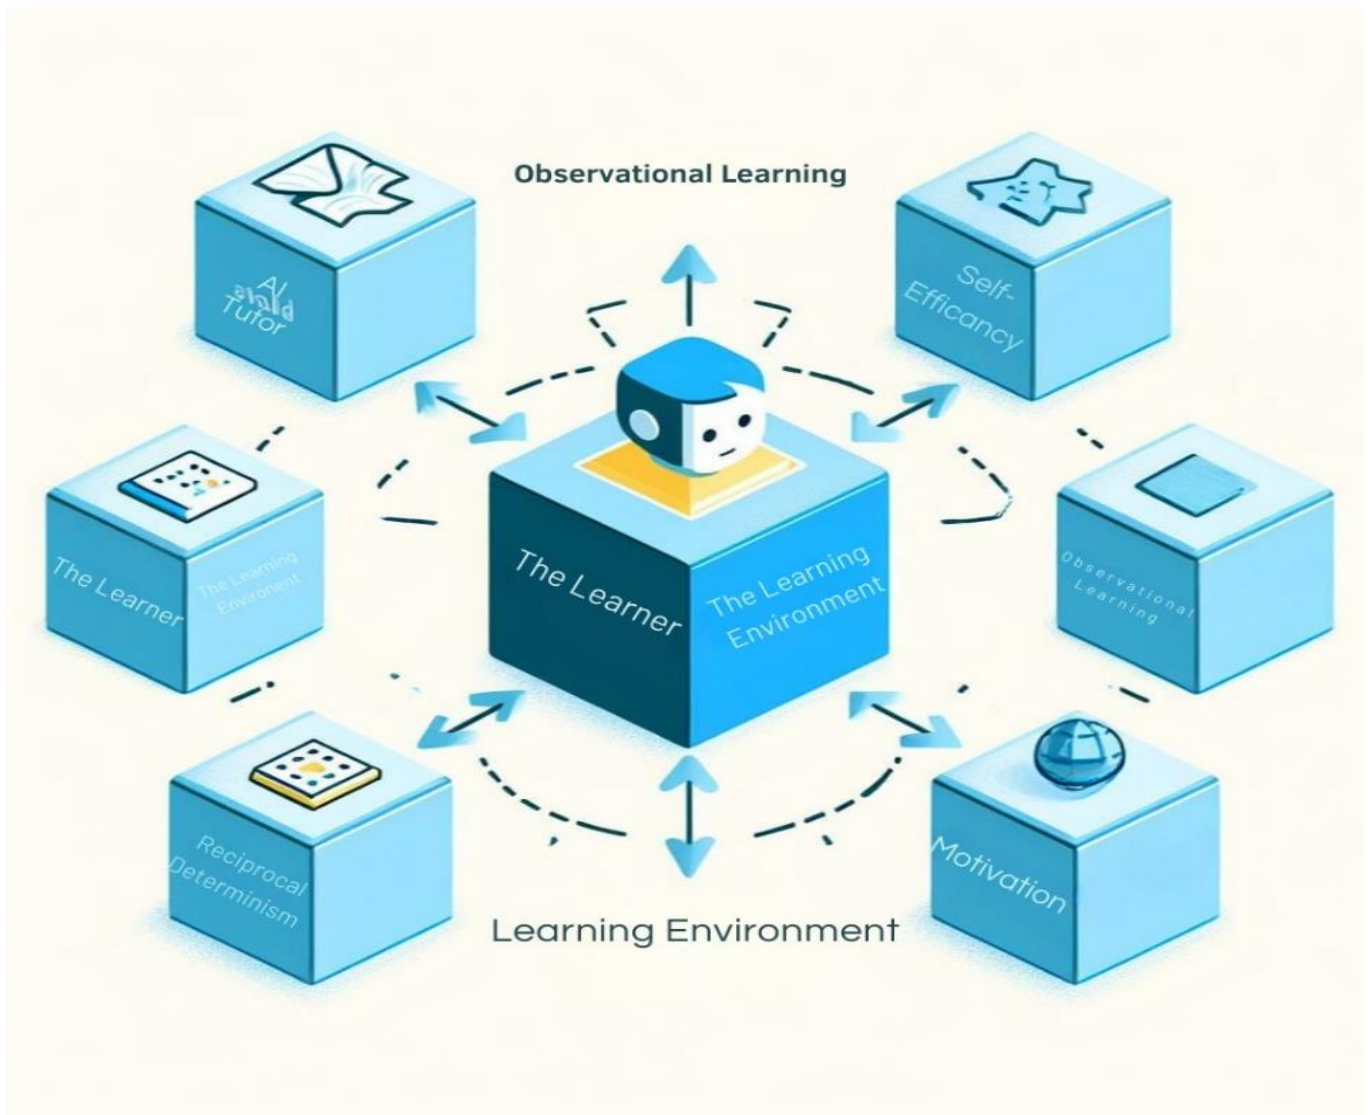 Observational Learning
AI
Tutor
Self-
Efficancy
The Learner
The Learning
Environent
The Learner
The Learning
Environment
Observational
Learning
Reciprocal
Determinism
Motivation
Learning Environment